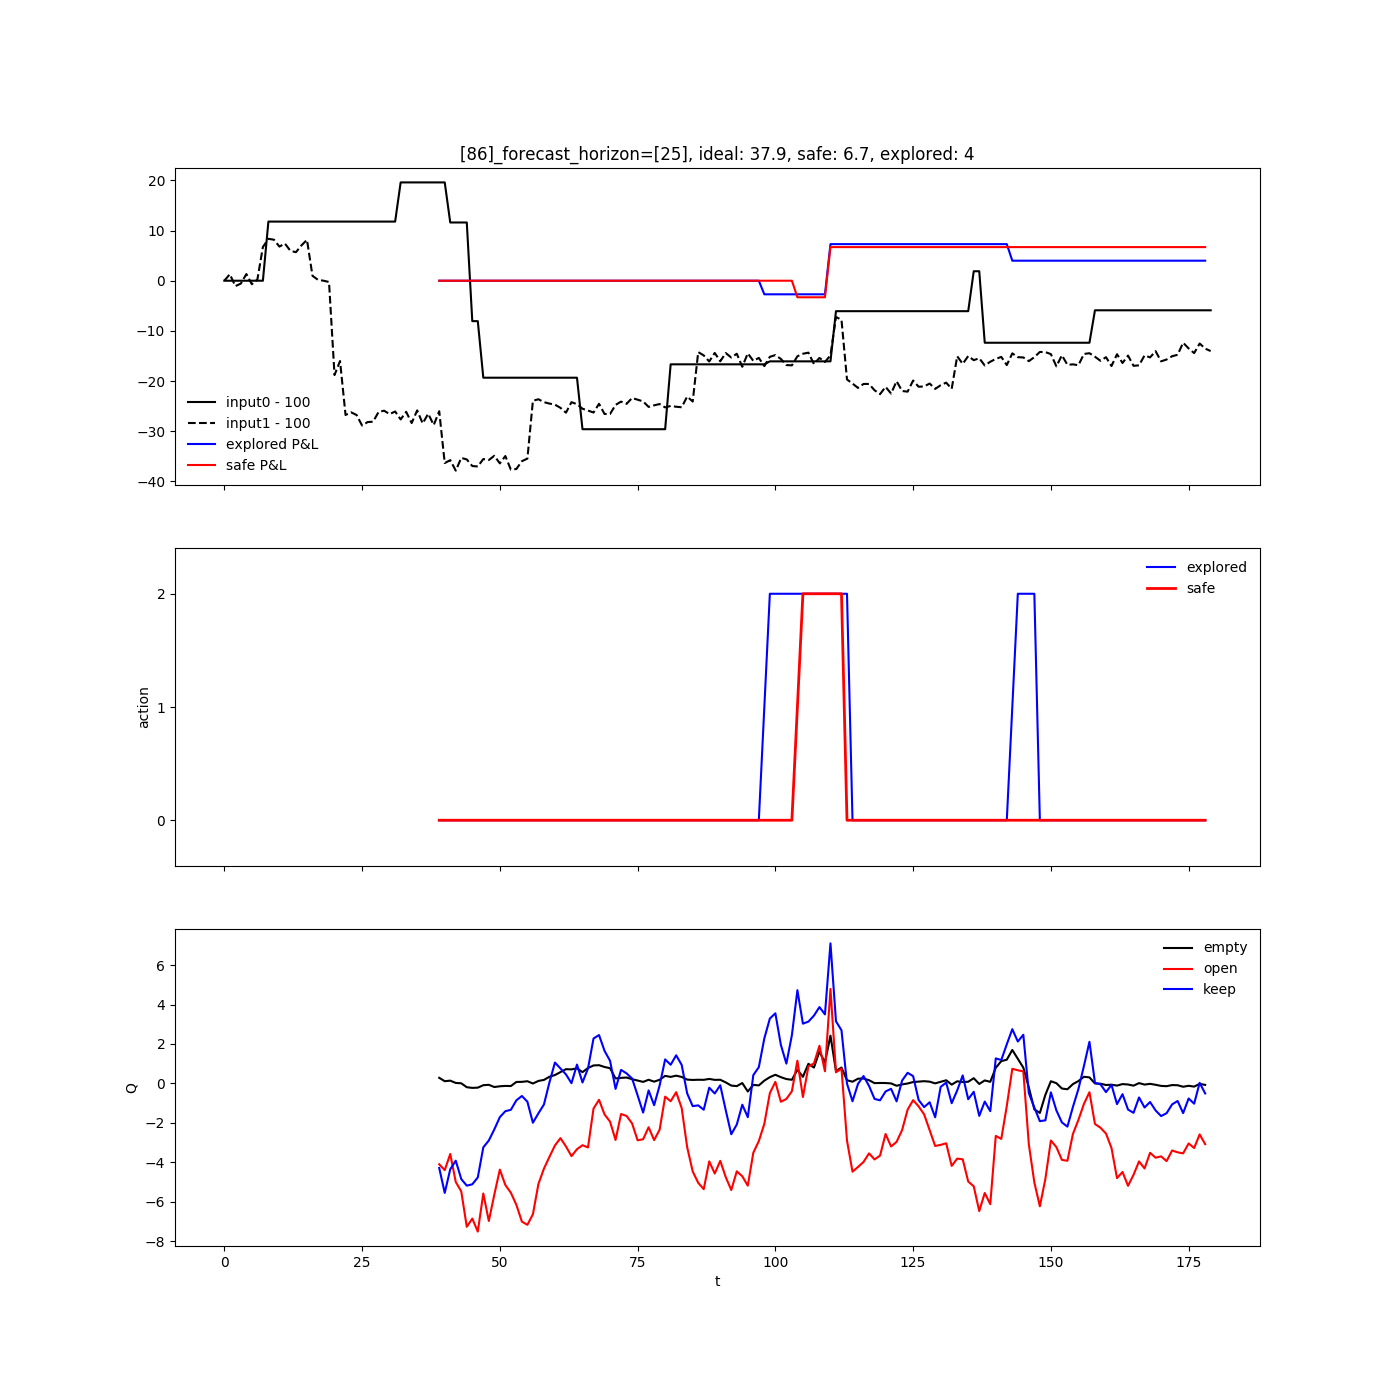 [86]_forecast_horizon=[25], ideal: 37.9, safe: 6.7, explored: 4
20
10
0
−10
−20
−30
−40
input0 - 100
input1 - 100
explored P&L
safe P&L
2
1
0
action
explored
safe
6
4
2
0
−2
−4
−6
−8
Q
empty
open
keep
0
25
50
75
100
125
150
175
t